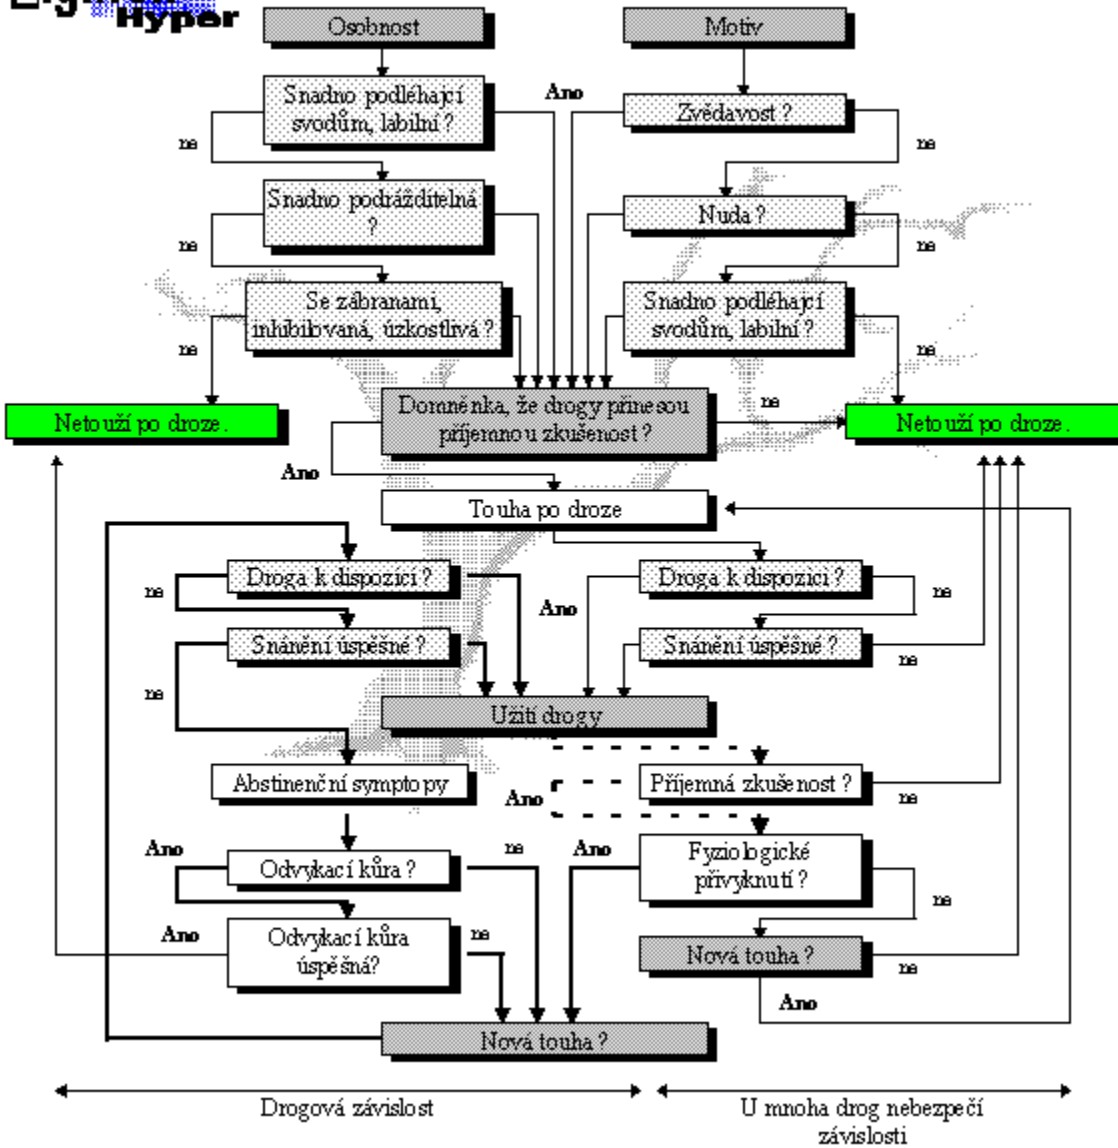 Hyper
Osobnost
Motiv
Snadno podléhající
svodům, labilní ?
Ano
Zvědavost ?
ne
ne
Snadno podrážditelná
?
Nuda ?
ne
ne
Se zábranami,
inhibilovaná, úzkostlivá ?
Snadno podléhající
svodům, labilní ?
ne
ne
Netouží po droze.
Domněnka, že drogy přinesou
příjemnou zkušenost ?
ne
Netouží po droze.
Ano
Touha po droze
Droga k dispozici ?
Droga k dispozici ?
ne
Ano
ne
Snánění úspěšné ?
Snánění úspěšné ?
ne
ne
Užití drogy
Abstinenční symptopy
Příjemná zkušenost ?
Ano
ne
Ano
ne
Ano
Odvykací kůra ?
Fyziologické
přivyknutí ?
ne
Ano
Odvykací kůra
úspěšná?
ne
Nová touha ?
ne
Ano
Nová touha ?
Drogová závislost
U mnoha drog nebezpečí
závislosti